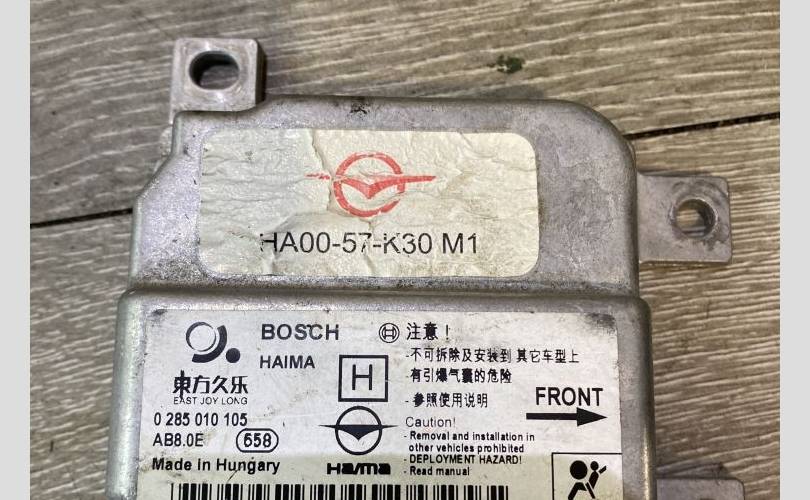 HA00-57-K30 M1
BOSCH
HAIMA
H
東方久乐
EAST JOY LONG
0 285 010 105
AB8.0E 658
Made in Hungary
HAIMA
注意！
-不可拆除及安装到 其它车型上
-有引爆气囊的危险
-参照使用说明
FRONT
Caution!
- Removal and installation in
other vehicles prohibited
- DEPLOYMENT HAZARD!
- Read manual